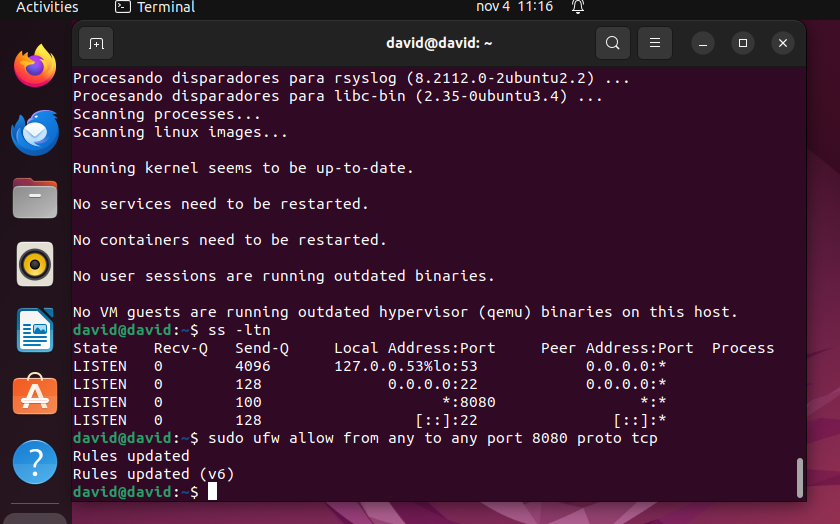 Activities Terminal nov 4 11:16
david@david: ~
Procesando disparadores para rsyslog (8.2112.0-2ubuntu2.2) ...
Procesando disparadores para libc-bin (2.35-0ubuntu3.4) ...
Scanning processes...
Scanning linux images...
Running kernel seems to be up-to-date.
No services need to be restarted.
No containers need to be restarted.
No user sessions are running outdated binaries.
No VM guests are running outdated hypervisor (qemu) binaries on this host.
david@david:~$ ss -ltn
State Recv-Q Send-Q Local Address:Port Peer Address:Port Process
LISTEN 0 4096 127.0.0.53%lo:53 0.0.0.0:*
LISTEN 0 128 0.0.0.0:22 0.0.0.0:*
LISTEN 0 100 *:8080 *:*
LISTEN 0 128 [::]:22 [::]:*
david@david:~$ sudo ufw allow from any to any port 8080 proto tcp
Rules updated
Rules updated (v6)
david@david:~$